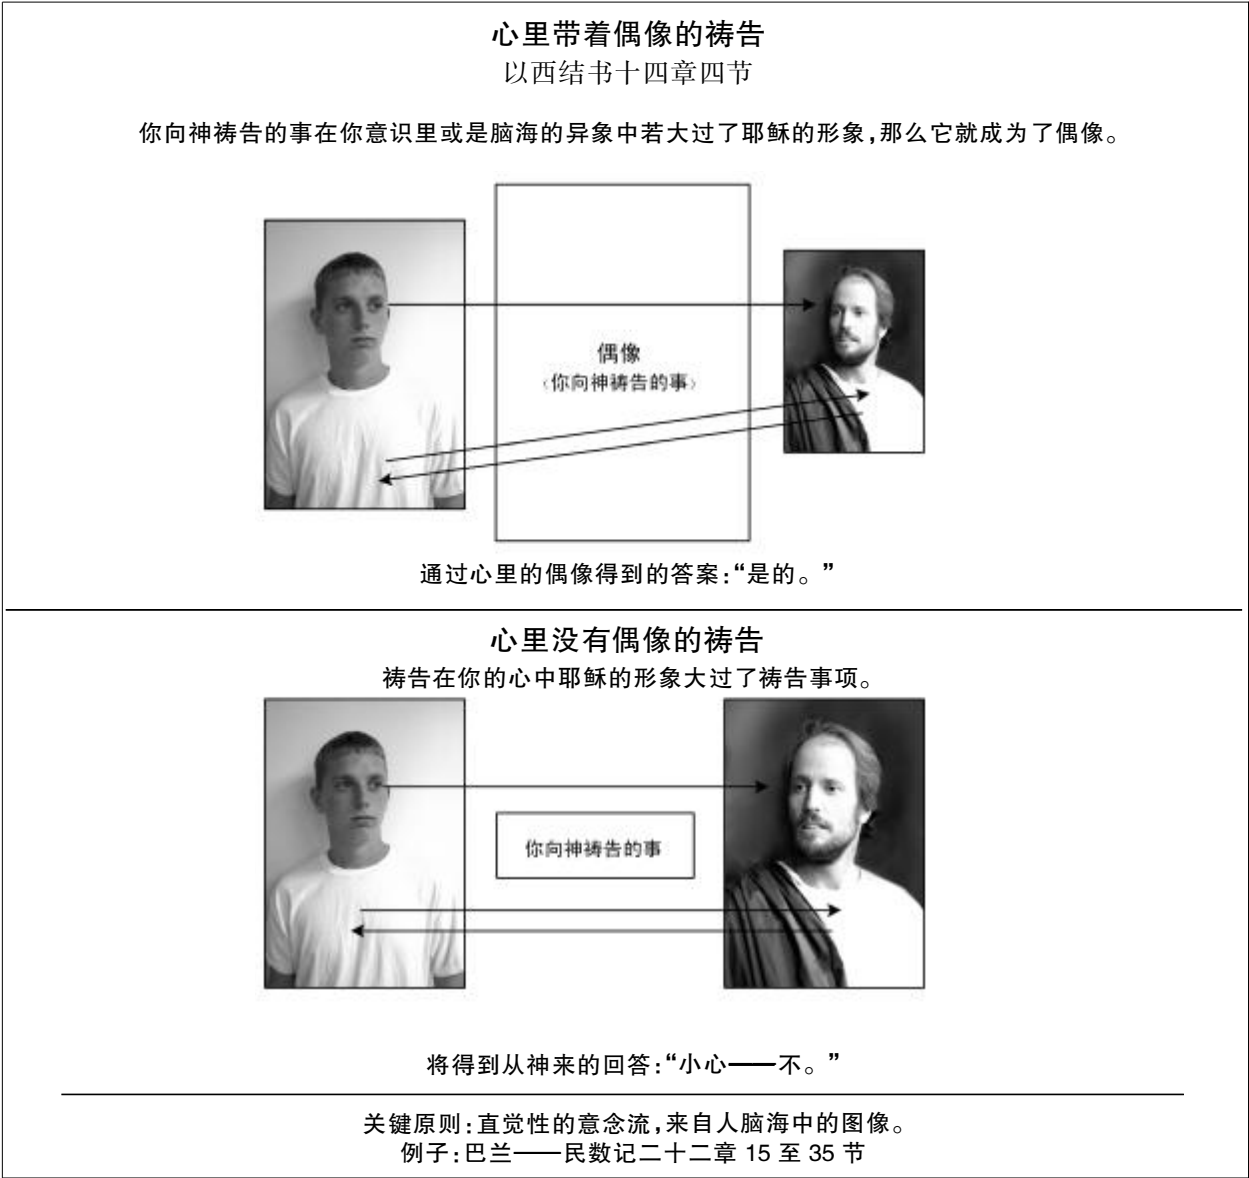 心里带着偶像的祷告
以西结书十四章四节
你向神祷告的事在你意识里或是脑海的异象中若大过了耶稣的形象,那么它就成为了偶像。
偶像
(你向神祷告的事)
通过心里的偶像得到的答案:“是的。”
心里没有偶像的祷告
祷告在你的心中耶稣的形象大过了祷告事项。
你向神祷告的事
将得到从神来的回答:“小心——不。”
关键原则:直觉性的意念流,来自人脑海中的图像。
例子:巴兰——民数记二十二章 15 至 35 节